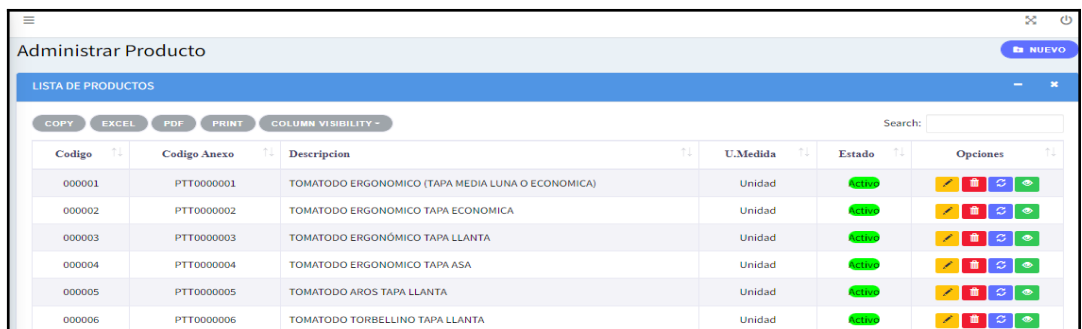 Administrar Producto NUEVO
LISTA DE PRODUCTOS
COPY EXCEL PDF PRINT COLUMN VISIBILITY Search:
Codigo Codigo Anexo Descripcion U.Medida Estado Opciones
000001 PTT0000001 TOMATODO ERGONOMICO (TAPA MEDIA LUNA O ECONOMICA) Unidad Activo
000002 PTT0000002 TOMATODO ERGONOMICO TAPA ECONOMICA Unidad Activo
000003 PTT0000003 TOMATODO ERGONÓMICO TAPA LLANTA Unidad Activo
000004 PTT0000004 TOMATODO ERGONOMICO TAPA ASA Unidad Activo
000005 PTT0000005 TOMATODO AROS TAPA LLANTA Unidad Activo
000006 PTT0000006 TOMATODO TORBELLINO TAPA LLANTA Unidad Activo